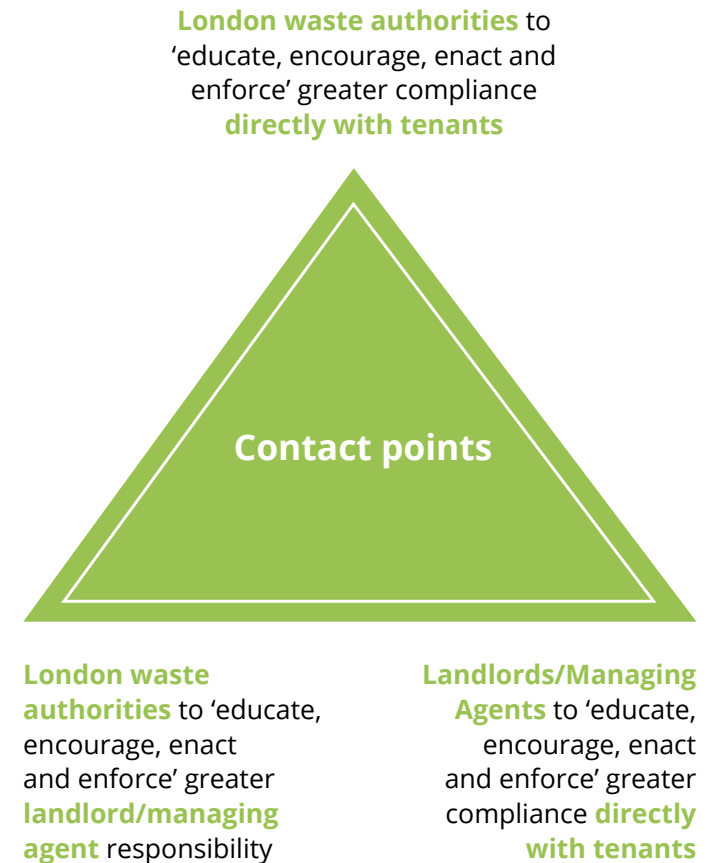 London waste authorities to
‘educate, encourage, enact and
enforce’ greater compliance
directly with tenants
Contact points
London waste
authorities to ‘educate,
encourage, enact
and enforce’ greater
landlord/managing
agent responsibility
Landlords/Managing
Agents to ‘educate,
encourage, enact
and enforce’ greater
compliance directly
with tenants